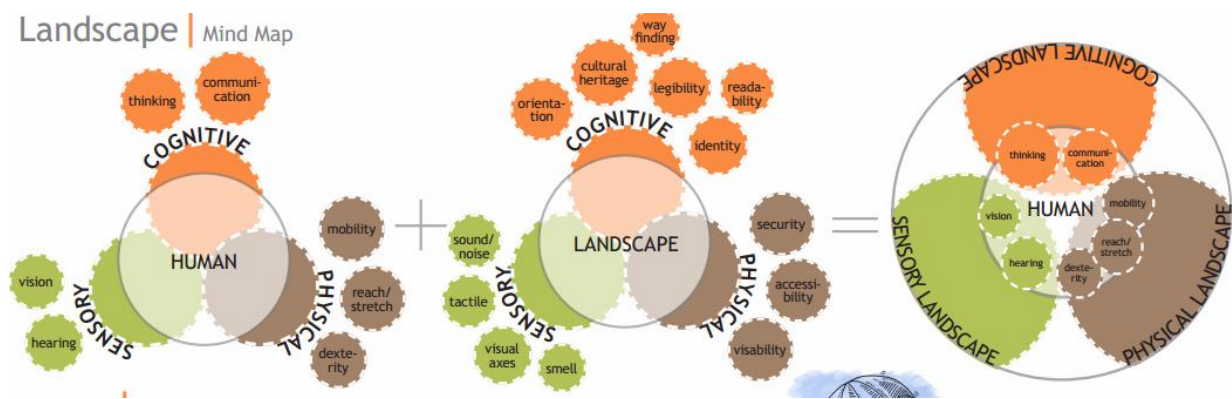 Landscape | Mind Map
thinking
communi-
cation
COGNITIVE
HUMAN
SENSORY
vision
hearing
PHYSICAL
mobility
reach/
stretch
dexte-
rity
way
finding
cultural
heritage
legibility
reada-
bility
orienta-
tion
identity
COGNITIVE
LANDSCAPE
sound/
noise
tactile
visual
axes
smell
SENSORY
PHYSICAL
security
accessi-
bility
visability
COGNITIVE LANDSCAPE
thinking
communi-
cation
HUMAN
vision
hearing
mobility
reach/
stretch
dexte-
rity
SENSORY LANDSCAPE
PHYSICAL LANDSCAPE